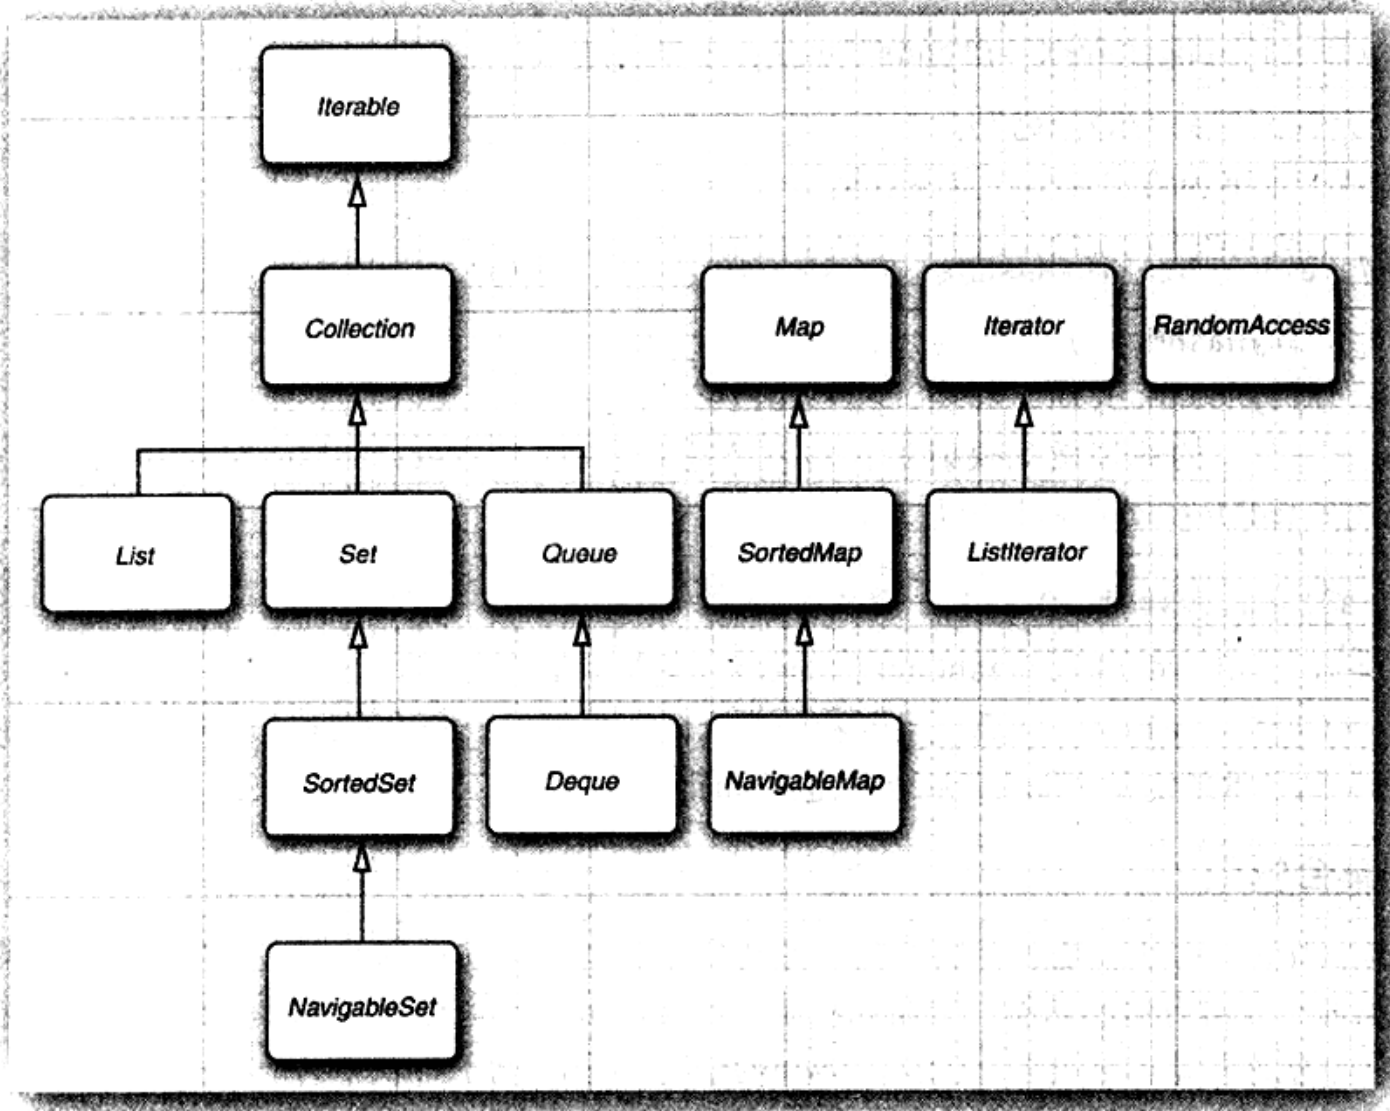 Iterable
Collection
Map
Iterator
RandomAccess
List
Set
Queue
SortedMap
ListIterator
SortedSet
Deque
NavigableMap
NavigableSet